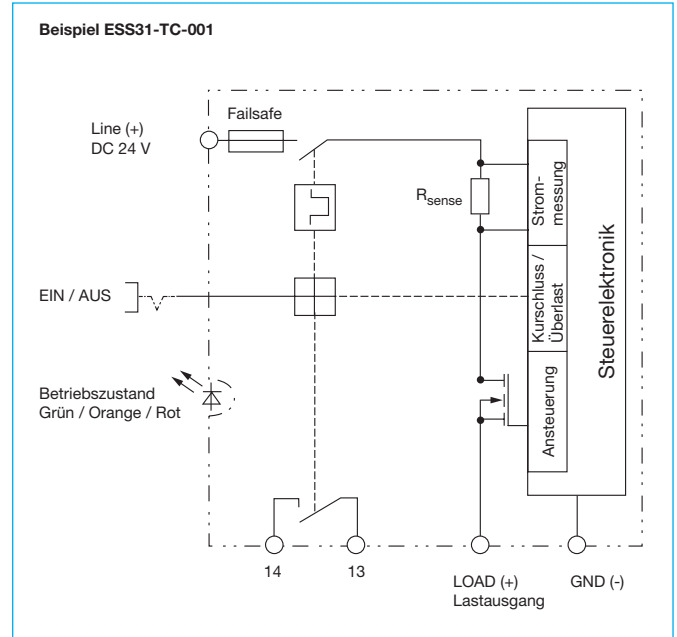 Beispiel ESS31-TC-001
Failsafe
Line (+)
DC 24 V
Rsense
Strom-
messung
Kurschluss /
Überlast
Ansteuerung
Steuerelektronik
EIN / AUS
Betriebszustand
Grün / Orange / Rot
14
13
LOAD (+)
Lastausgang
GND (-)